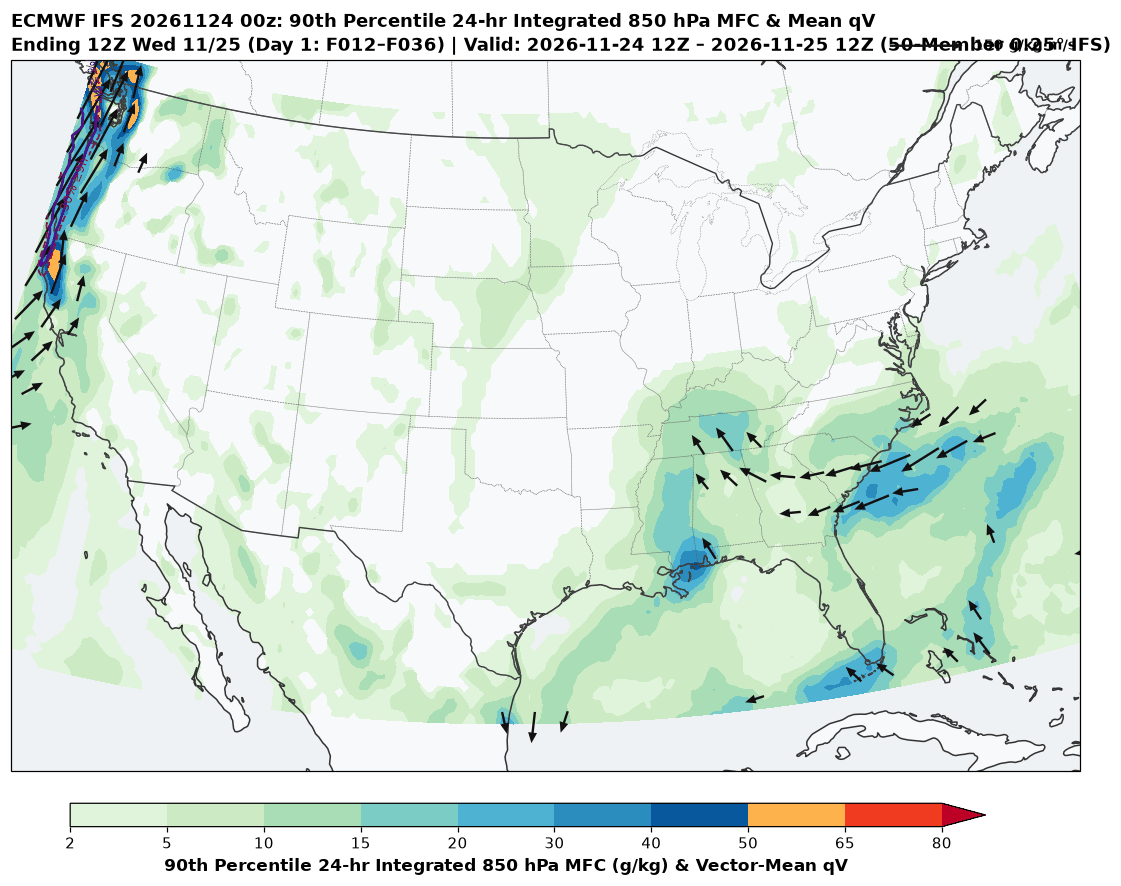 ECMWF IFS 20261124 00z: 90th Percentile 24-hr Integrated 850 hPa MFC & Mean qV
Ending 12Z Wed 11/25 (Day 1: F012–F036) | Valid: 2026-11-24 12Z – 2026-11-25 12Z (50-Member 0.25° IFS)
2 5 10 15 20 30 40 50 65 80
90th Percentile 24-hr Integrated 850 hPa MFC (g/kg) & Vector-Mean qV